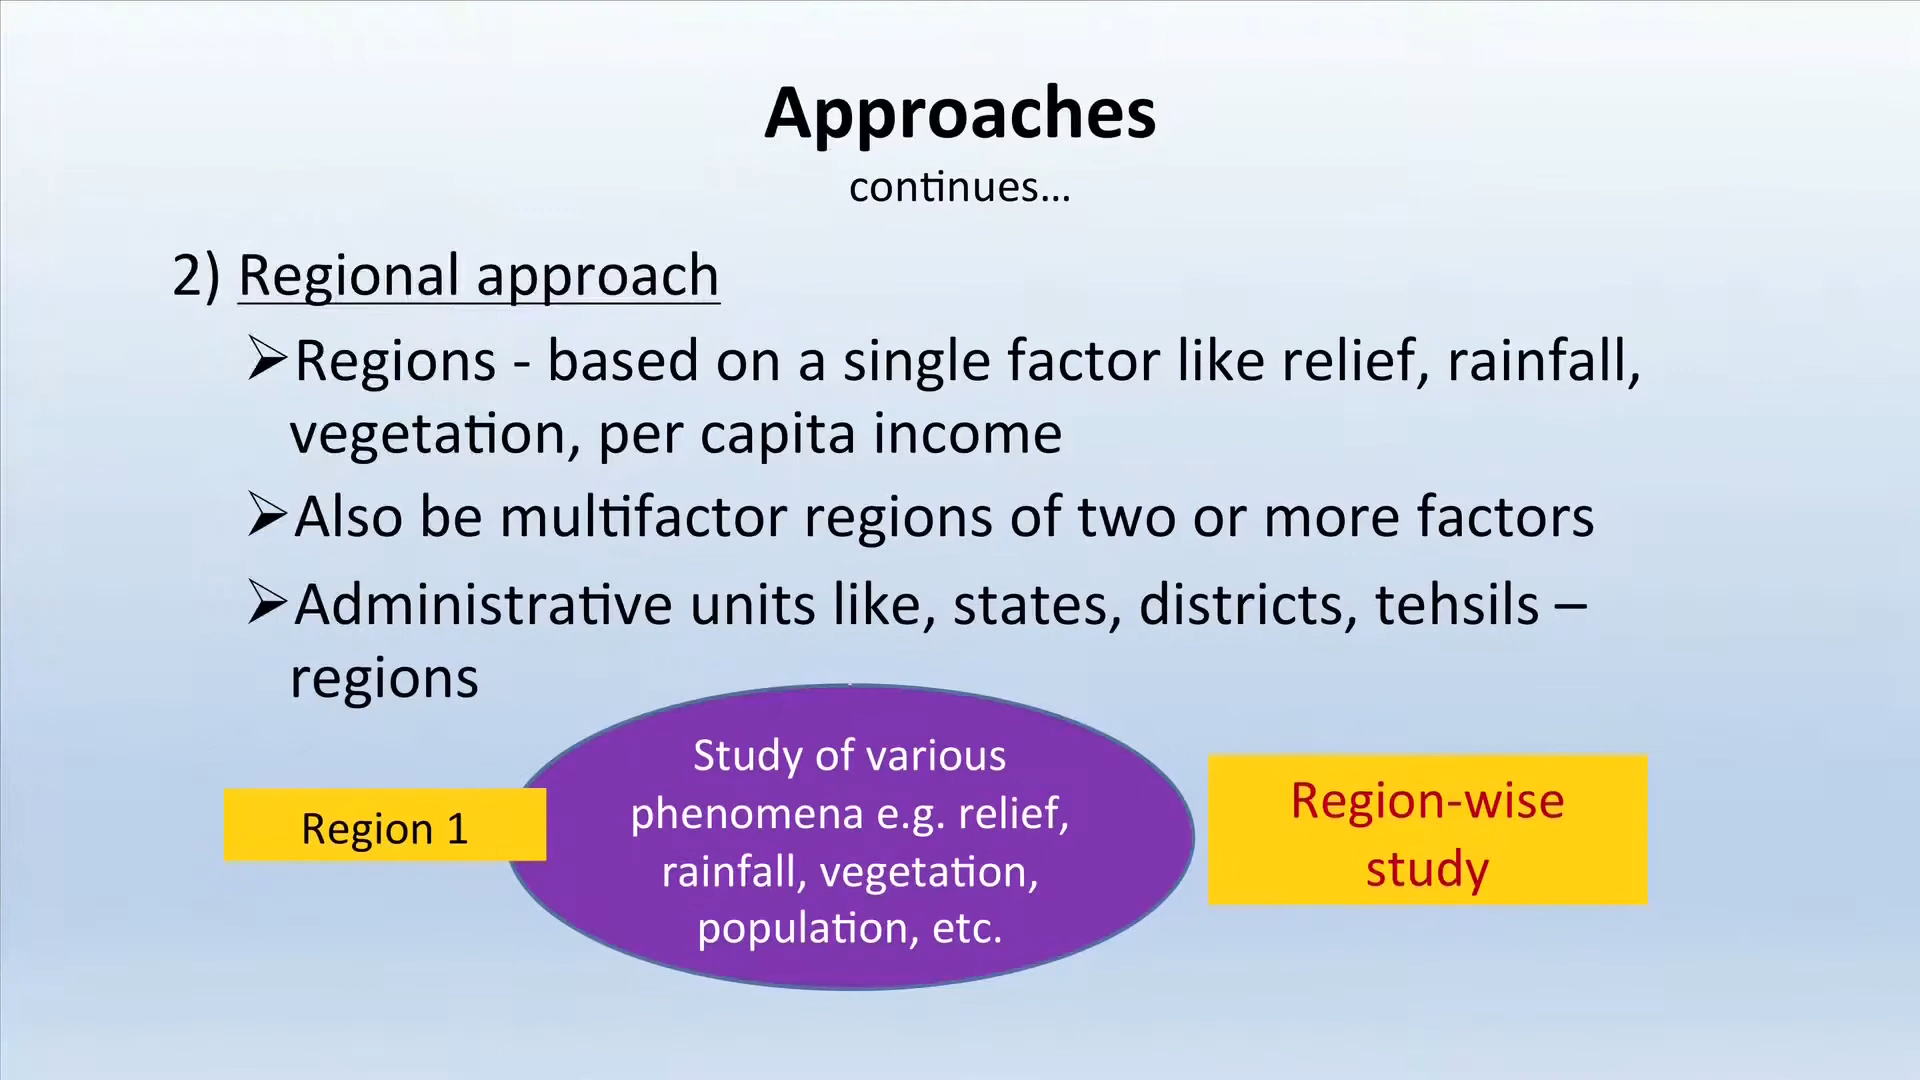 Approaches
continues...
2) Regional approach
➢Regions - based on a single factor like relief, rainfall,
vegetation, per capita income
➢Also be multifactor regions of two or more factors
➢Administrative units like, states, districts, tehsils –
regions
Region 1
Study of various
phenomena e.g. relief,
rainfall, vegetation,
population, etc.
Region-wise
study